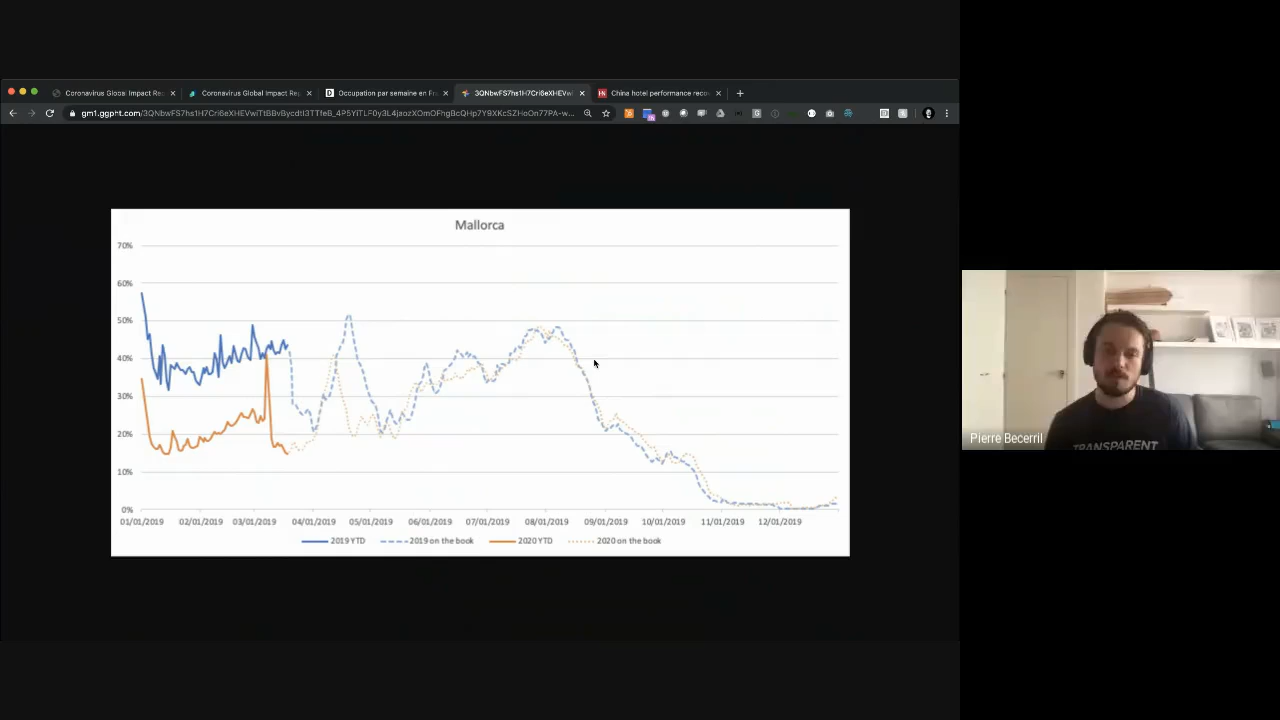 Coronavirus Global Impact Re
Coronavirus Global Impact Rep
Occupation par semaine en Fr
3QNbwFS7hs1H7Cri6eXHEVwi
China hotel performance recov
Mallorca
70%
60%
50%
40%
30%
20%
10%
0%
01/01/2019 02/01/2019 03/01/2019 04/01/2019 05/01/2019 06/01/2019 07/01/2019 08/01/2019 09/01/2019 10/01/2019 11/01/2019 12/01/2019
2019 YTD 2019 on the book 2020 YTD 2020 on the book
Pierre Becerril
TRANSPARENT